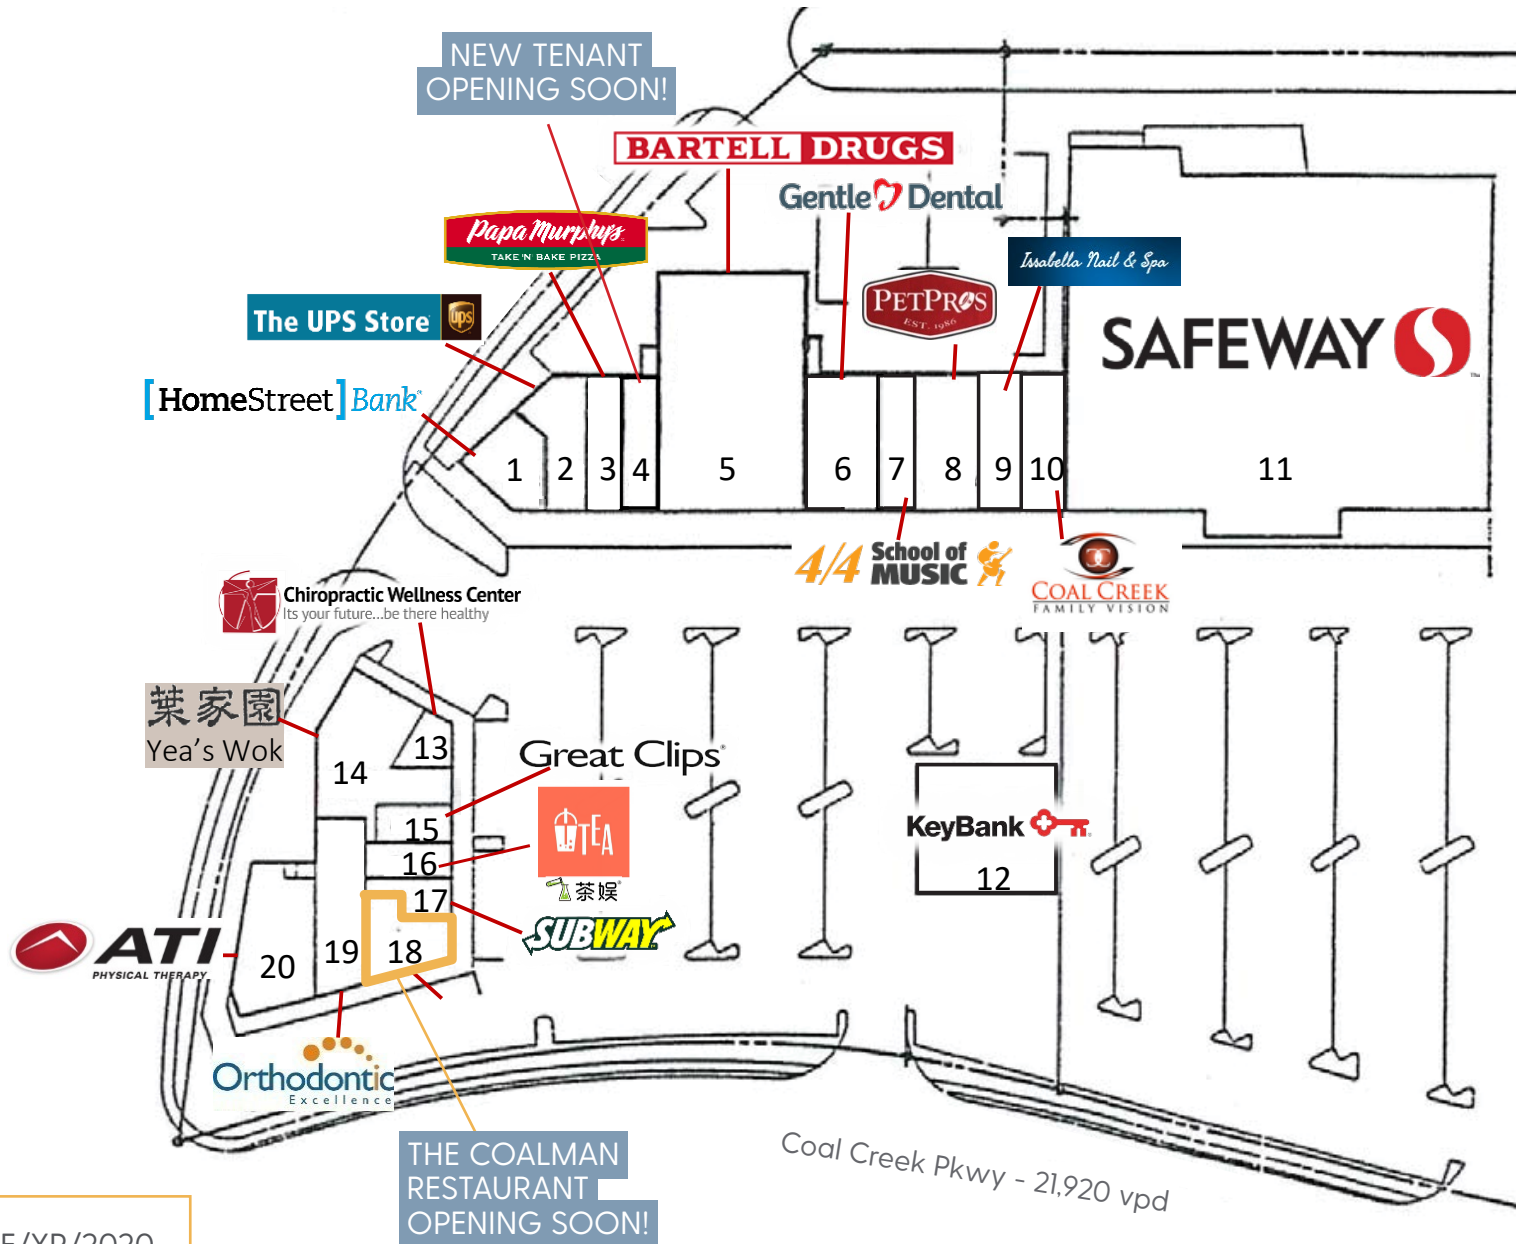 NEW TENANT
OPENING SOON!
BARTELL DRUGS
Gentle Dental
Papa Murphy's
TAKE 'N' BAKE PIZZA
Issabella Nail & Spa
The UPS Store
ups
PETPROS
EST. 1986
SAFEWAY
[HomeStreet] Bank
1 2 3 4 5 6 7 8 9 10 11
4/4 School of
MUSIC
COAL CREEK
FAMILY VISION
Chiropractic Wellness Center
Its your future...be there healthy
葉家園
Yea's Wok
13
Great Clips
14
15
TEA
茶娱
16
KeyBank
12
17
SUBWAY
ATI
PHYSICAL THERAPY
18
19
20
Orthodontic
Excellence
THE COALMAN
RESTAURANT
OPENING SOON!
Coal Creek Pkwy - 21,920 vpd